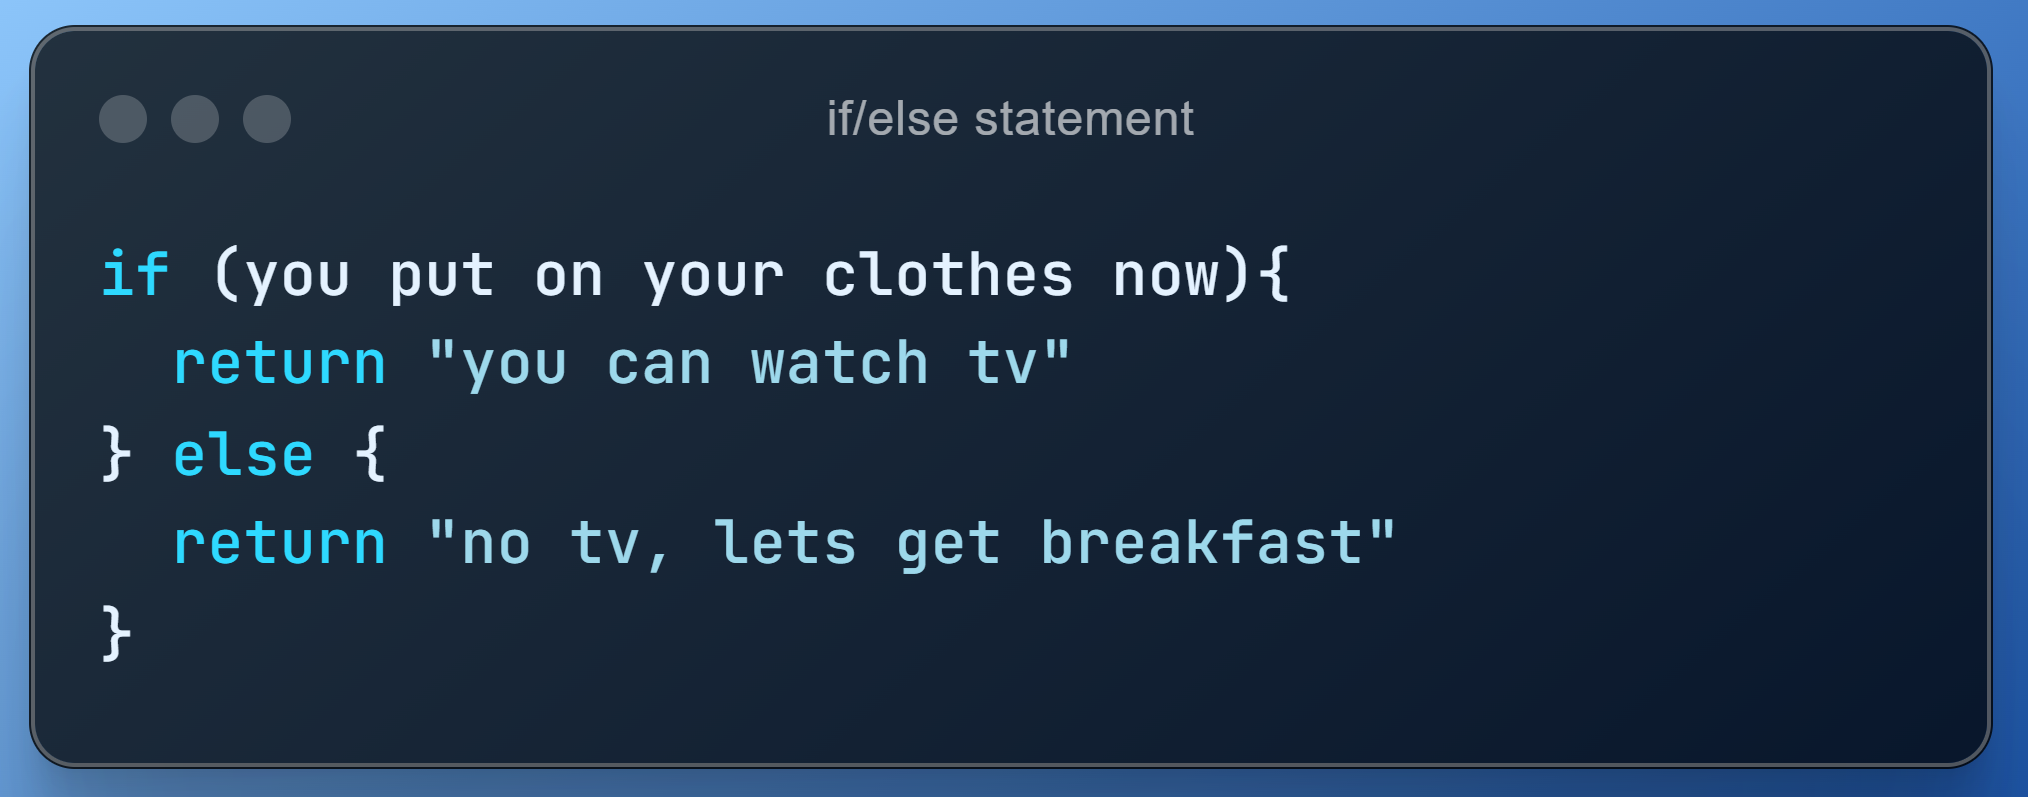 if/else statement
if (you put on your clothes now){
  return "you can watch tv"
} else {
  return "no tv, lets get breakfast"
}